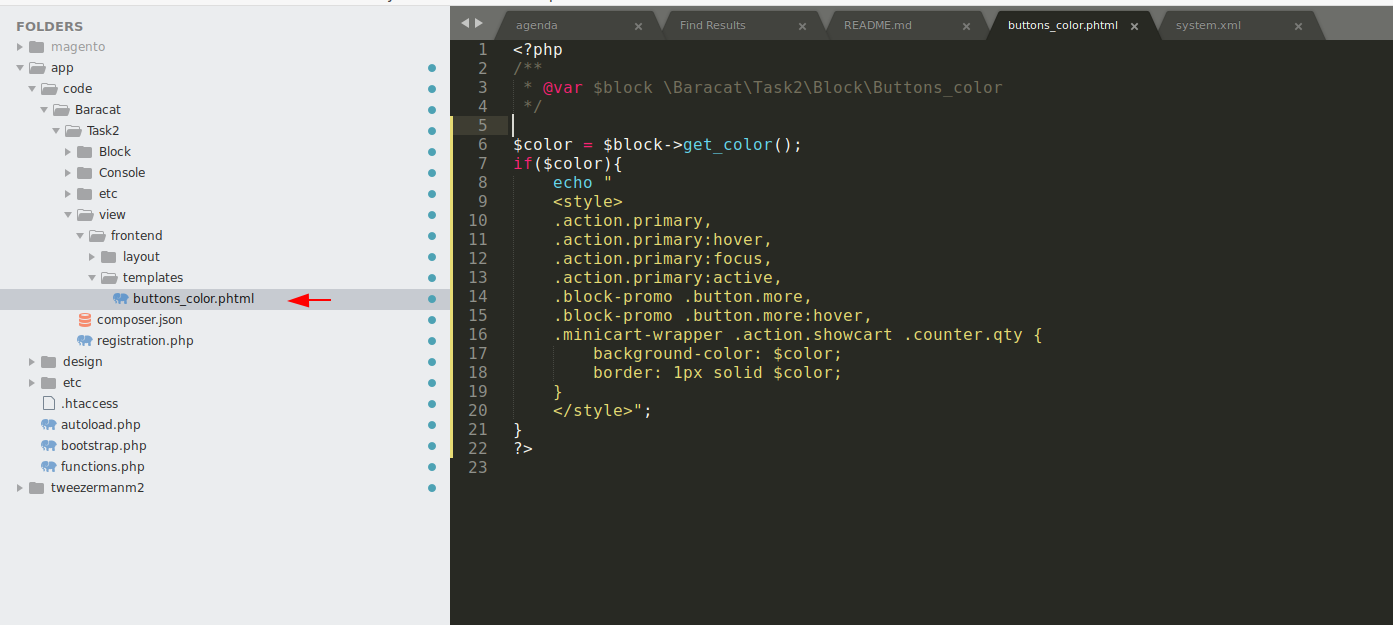 FOLDERS
magento
app
code
Baracat
Task2
Block
Console
etc
view
frontend
layout
templates
buttons_color.phtml
composer.json
registration.php
design
etc
.htaccess
autoload.php
bootstrap.php
functions.php
tweezermanm2
agenda × Find Results × README.md × buttons_color.phtml × system.xml ×
1 <?php
2 /**
3  * @var $block \Baracat\Task2\Block\Buttons_color
4  */
5
6 $color = $block->get_color();
7 if($color){
8     echo "
9     <style>
10     .action.primary,
11     .action.primary:hover,
12     .action.primary:focus,
13     .action.primary:active,
14     .block-promo .button.more,
15     .block-promo .button.more:hover,
16     .minicart-wrapper .action.showcart .counter.qty {
17         background-color: $color;
18         border: 1px solid $color;
19     }
20     </style>";
21 }
22 ?>
23